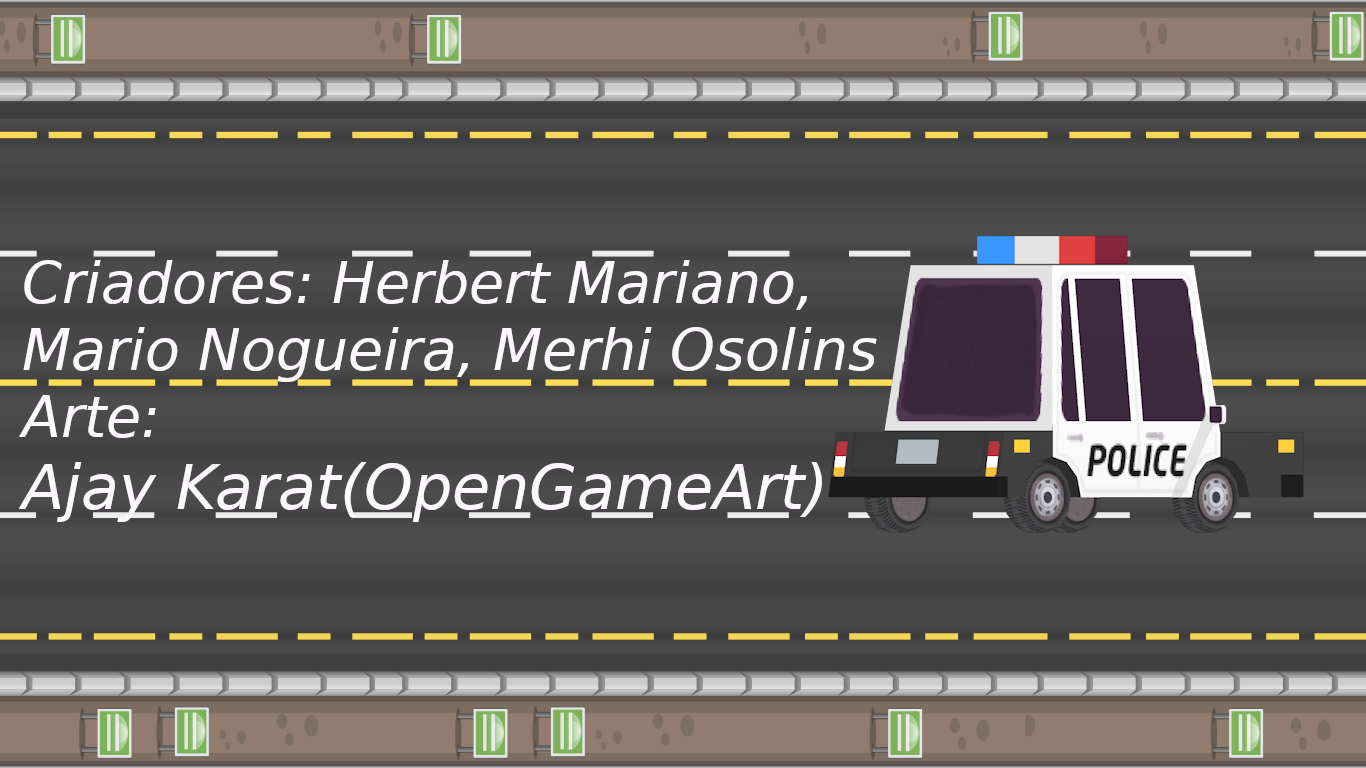 Criadores: Herbert Mariano,
Mario Nogueira, Merhi Osolins
Arte:
Ajay Karat(OpenGameArt)
POLICE